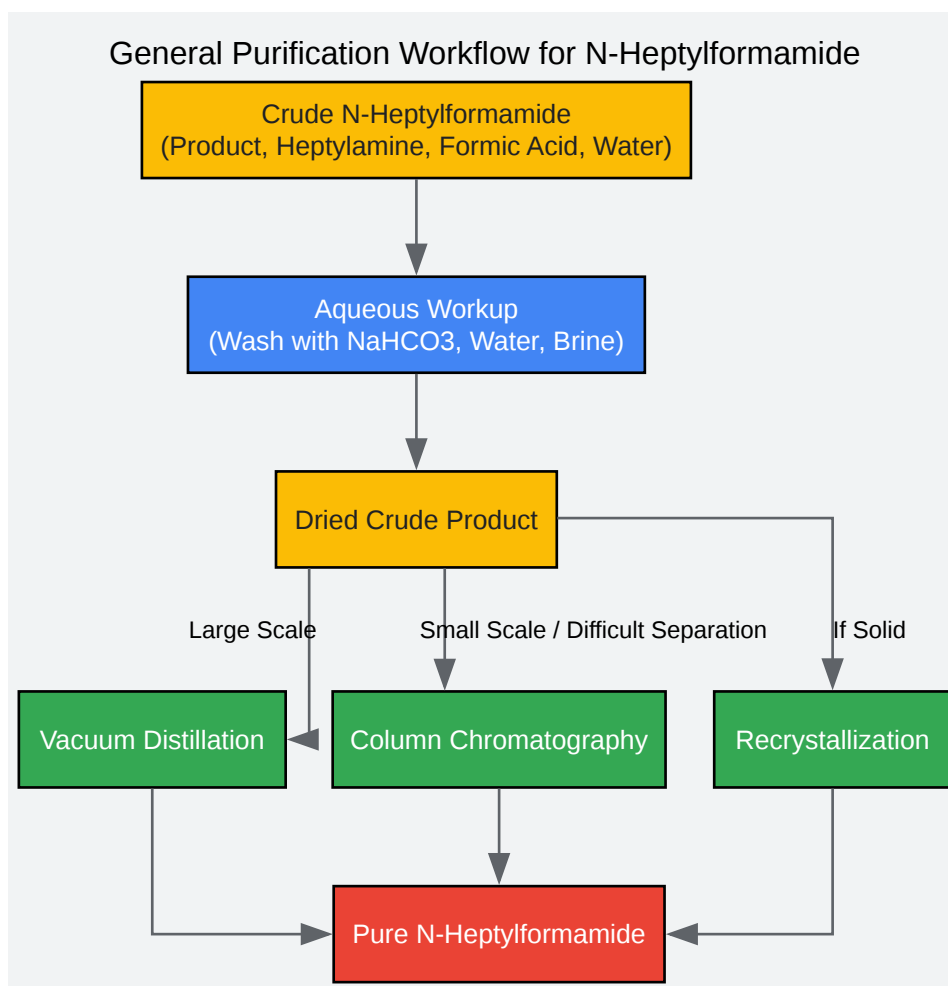 General Purification Workflow for N-Heptylformamide
Crude N-Heptylformamide
(Product, Heptylamine, Formic Acid, Water)
Aqueous Workup
(Wash with NaHCO3, Water, Brine)
Dried Crude Product
Large Scale
Small Scale / Difficult Separation
If Solid
Vacuum Distillation
Column Chromatography
Recrystallization
Pure N-Heptylformamide